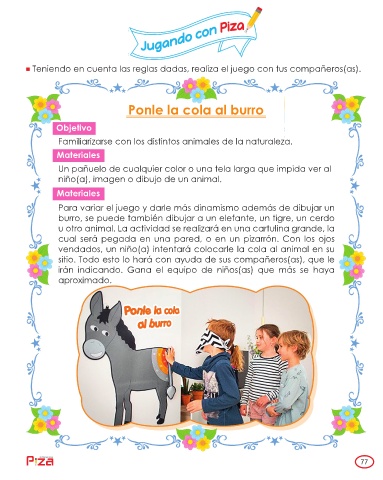 Jugando con Piza
Teniendo en cuenta las reglas dadas, realiza el juego con tus compañeros(as).
Ponle la cola al burro
Objetivo
Familiarizarse con los distintos animales de la naturaleza.
Materiales
Un pañuelo de cualquier color o una tela larga que impida ver al
niño(a), imagen o dibujo de un animal.
Materiales
Para variar el juego y darle más dinamismo además de dibujar un
burro, se puede también dibujar a un elefante, un tigre, un cerdo
u otro animal. La actividad se realizará en una cartulina grande, la
cual será pegada en una pared, o en un pizarrón. Con los ojos
vendados, un niño(a) intentará colocarle la cola al animal en su
sitio. Todo esto lo hará con ayuda de sus compañeros(as), que le
irán indicando. Gana el equipo de niños(as) que más se haya
aproximado.
Ponle la cola
al burro
Piza
77